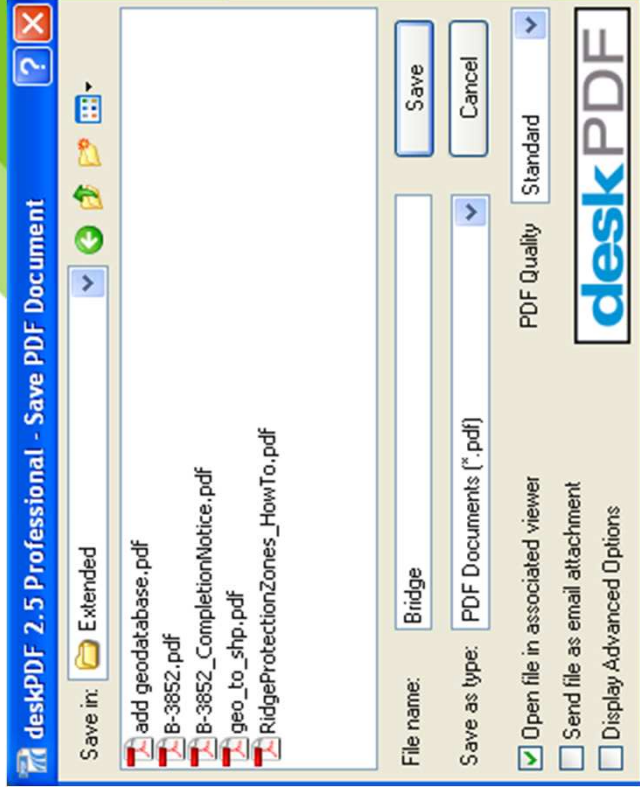 deskPDF 2.5 Professional - Save PDF Document
Save in: Extended
add geodatabase.pdf
B-3852.pdf
B-3852_CompletionNotice.pdf
geo_to_shp.pdf
RidgeProtectionZones_HowTo.pdf
File name: Bridge Save
Save as type: PDF Documents (*.pdf) Cancel
Open file in associated viewer PDF Quality Standard
Send file as email attachment
Display Advanced Options
deskPDF